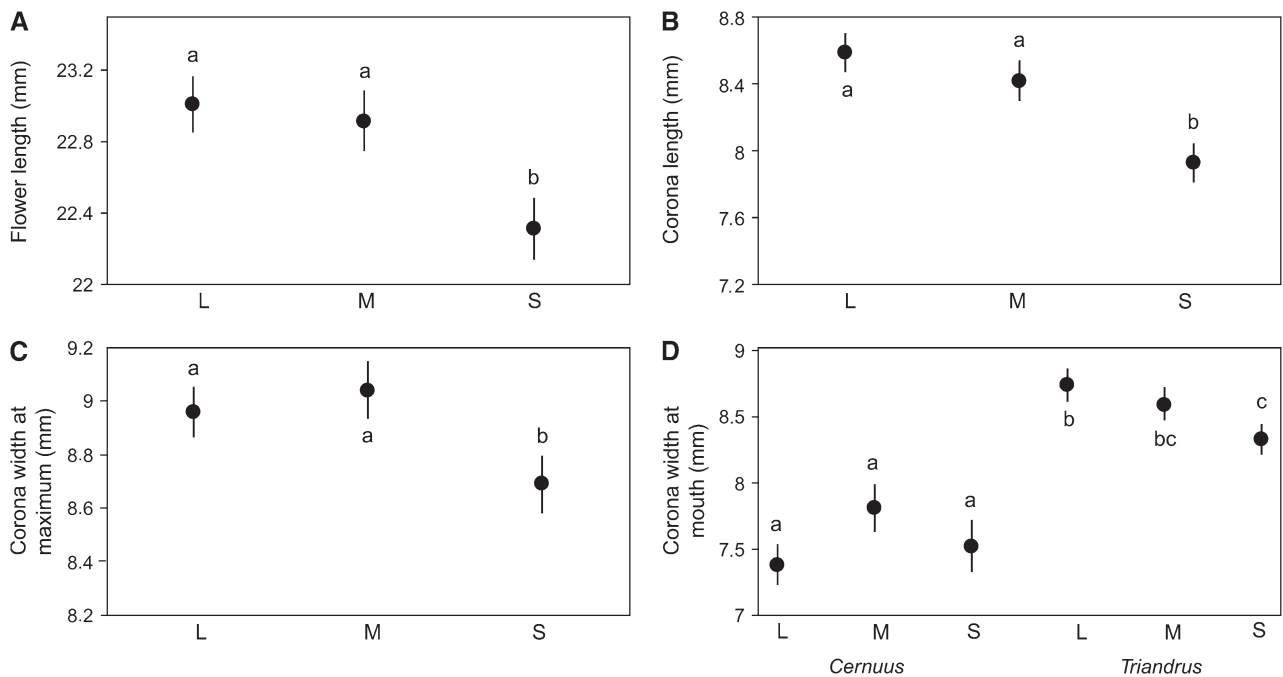 A
Flower length (mm)
23.2
22.8
22.4
22
a
a
b
L M S
B
Corona length (mm)
8.8
8.4
8
7.6
7.2
a
a
b
L M S
C
Corona width at
maximum (mm)
9.2
9
8.8
8.6
8.4
8.2
a
a
b
L M S
D
Corona width at
mouth (mm)
9
8.5
8
7.5
7
a
a
a
b
bc
c
L M S L M S
Cernuus Triandrus